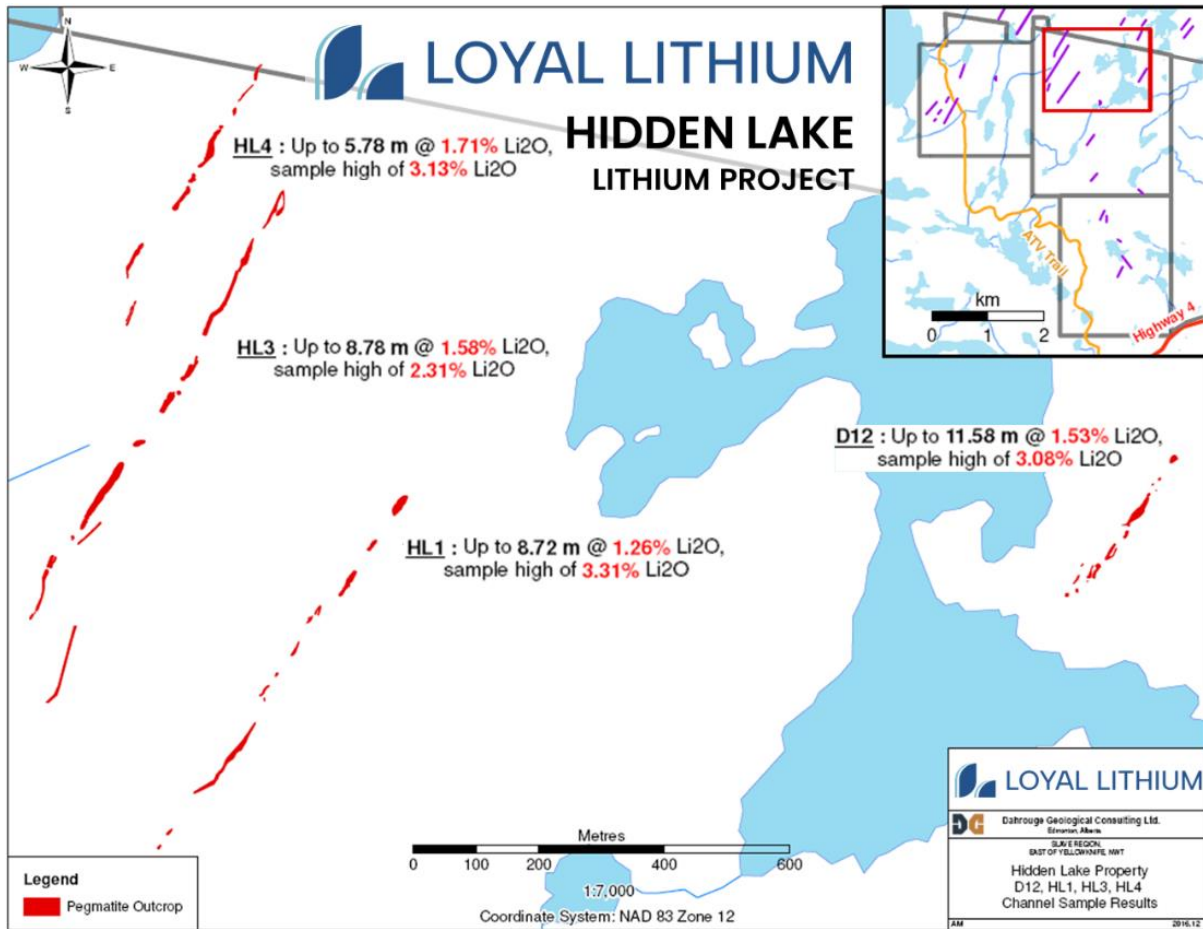 N
W
E
S
LOYAL LITHIUM
HIDDEN LAKE
LITHIUM PROJECT
HL4 : Up to 5.78 m @ 1.71% Li2O,
sample high of 3.13% Li2O
HL3 : Up to 8.78 m @ 1.58% Li2O,
sample high of 2.31% Li2O
D12 : Up to 11.58 m @ 1.53% Li2O,
sample high of 3.08% Li2O
HL1 : Up to 8.72 m @ 1.26% Li2O,
sample high of 3.31% Li2O
ATV Trail
km
0 1 2
Highway 4
Metres
0 100 200 400 600
1:7,000
Coordinate System: NAD 83 Zone 12
Legend
Pegmatite Outcrop
LOYAL LITHIUM
DG
Dahrouge Geological Consulting Ltd.
Edmonton, Alberta
SLAVE REGION,
EAST OF YELLOWKNIFE, NWT
Hidden Lake Property
D12, HL1, HL3, HL4
Channel Sample Results
AM
2016.12